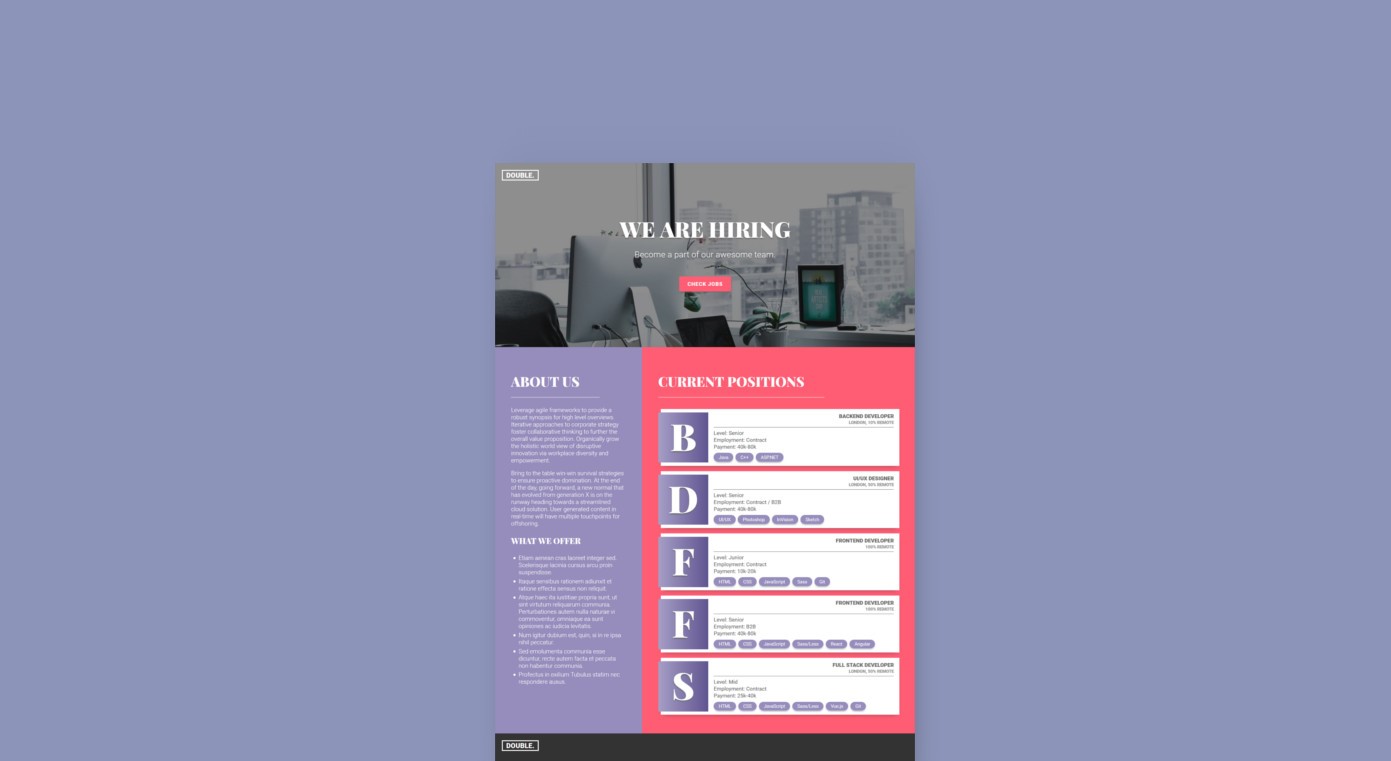 DOUBLE.
WE ARE HIRING
Become a part of our awesome team.
CHECK JOBS
ABOUT US
Leverage agile frameworks to provide a
robust synopsis for high level overviews.
Iterative approaches to corporate strategy
foster collaborative thinking to further the
overall value proposition. Organically grow
the holistic world view of disruptive
innovation via workplace diversity and
empowerment.
Bring to the table win-win survival strategies
to ensure proactive domination. At the end
of the day, going forward, a new normal that
has evolved from generation X is on the
runway heading towards a streamlined
cloud solution. User generated content in
real-time will have multiple touchpoints for
offshoring.
WHAT WE OFFER
Etiam aenean cras laoreet integer sed.
Scelerisque lacinia cursus arcu proin
suspendisse.
Itaque sensibus rationem adiunxit et
ratione effecta sensus non reliquit.
Atque haec ita iustitiae propria sunt, ut
sint virtutum reliquarum communia.
Perturbationes autem nulla naturae vi
commoventur, omniaque ea sunt
opiniones ac iudicia levitatis.
Num igitur dubium est, quin, si in re ipsa
nihil peccatur.
Sed emolumenta communia esse
dicuntur, recte autem facta et peccata
non habentur communia.
Profectus in exilium Tubulus statim nec
respondere ausus.
CURRENT POSITIONS
B
BACKEND DEVELOPER
LONDON, 10% REMOTE
Level: Senior
Employment: Contract
Payment: 40k-80k
Java C++ ASP.NET
D
UI/UX DESIGNER
LONDON, 50% REMOTE
Level: Senior
Employment: Contract / B2B
Payment: 40k-80k
UI/UX Photoshop InVision Sketch
F
FRONTEND DEVELOPER
100% REMOTE
Level: Junior
Employment: Contract
Payment: 10k-20k
HTML CSS JavaScript Sass Git
F
FRONTEND DEVELOPER
100% REMOTE
Level: Senior
Employment: B2B
Payment: 40k-80k
HTML CSS JavaScript Sass/Less React Angular
S
FULL STACK DEVELOPER
LONDON, 50% REMOTE
Level: Mid
Employment: Contract
Payment: 25k-40k
HTML CSS JavaScript Sass/Less Vue.js Git
DOUBLE.